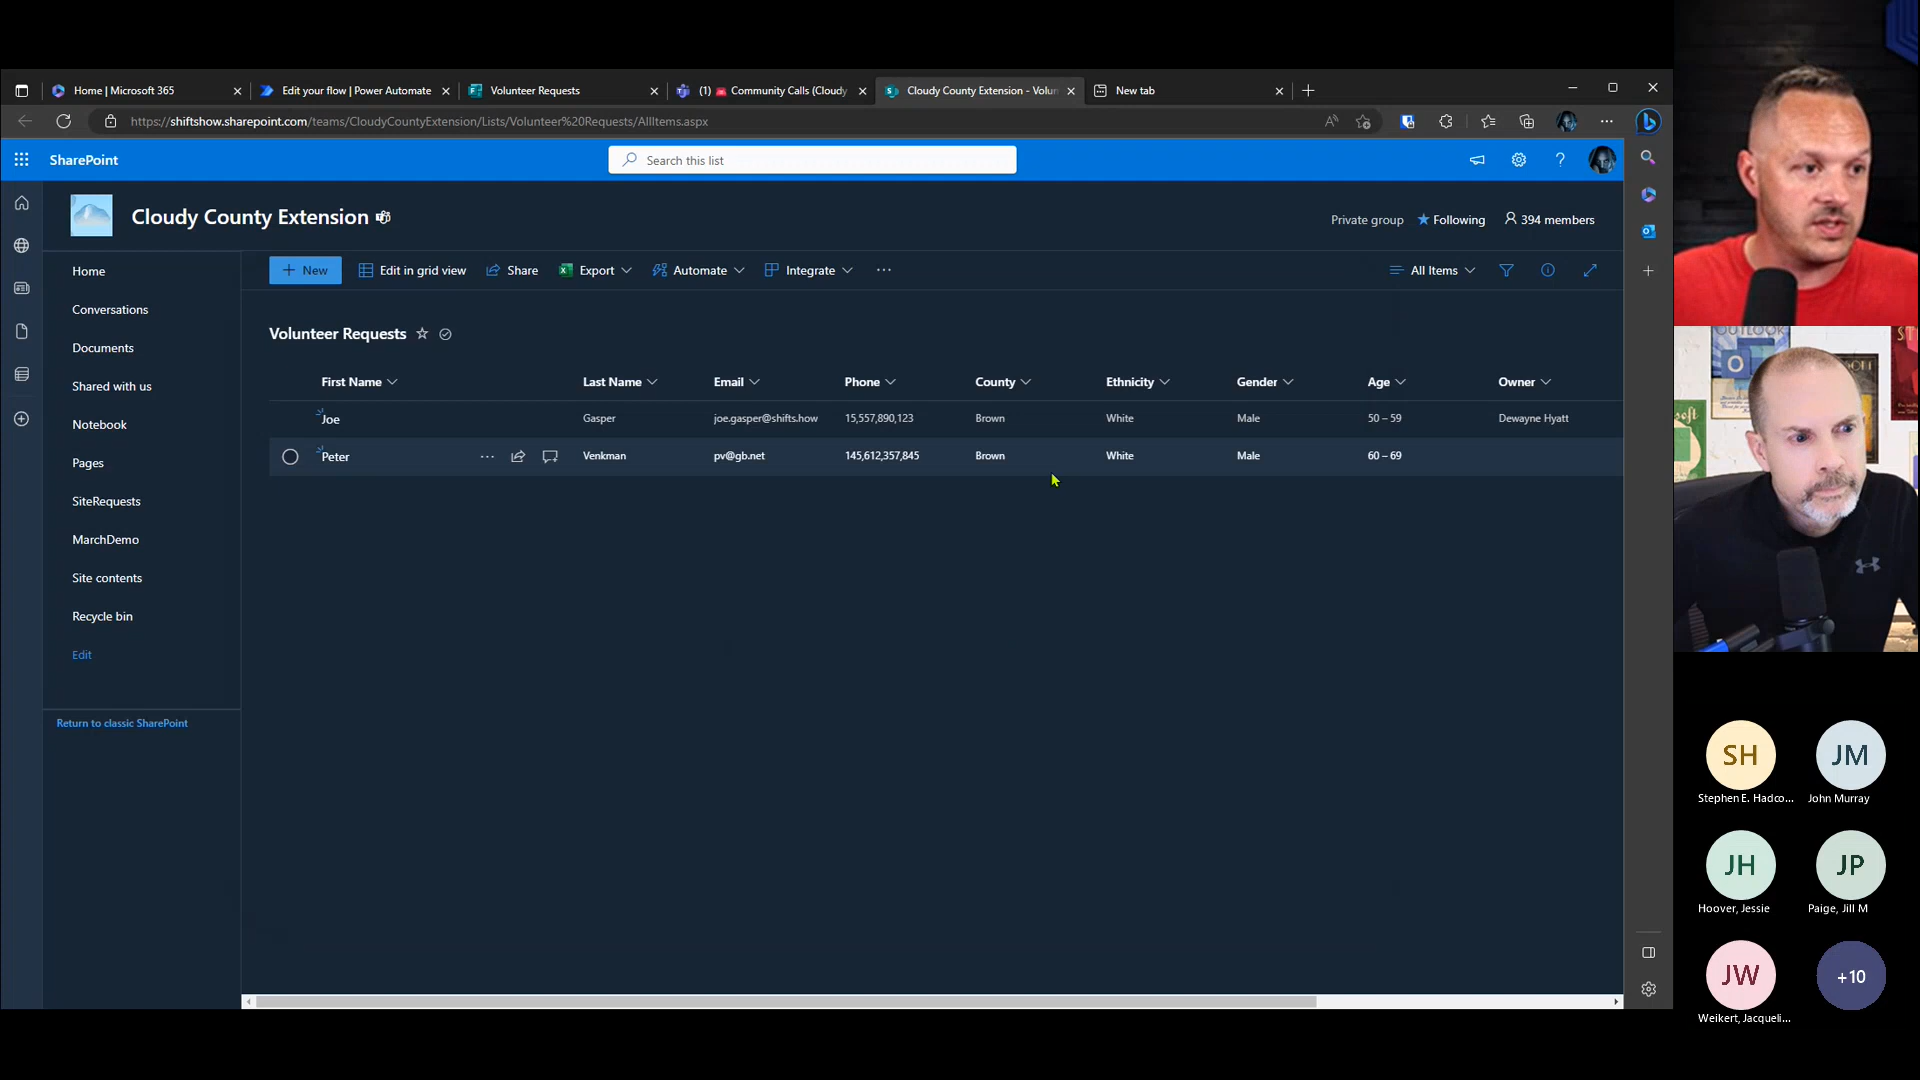 Home | Microsoft 365
Edit your flow | Power Automate
Volunteer Requests
(1) Community Calls (Cloudy
Cloudy County Extension - Volun
New tab
https://shiftshow.sharepoint.com/teams/CloudyCountyExtension/Lists/Volunteer%20Requests/AllItems.aspx
SharePoint
Search this list
Cloudy County Extension
Private group
Following
394 members
Home
Conversations
Documents
Shared with us
Notebook
Pages
SiteRequests
MarchDemo
Site contents
Recycle bin
Edit
Return to classic SharePoint
New
Edit in grid view
Share
Export
Automate
Integrate
All Items
Volunteer Requests
First Name Last Name Email Phone County Ethnicity Gender Age Owner
Joe Gasper joe.gasper@shifts.how 15,557,890,123 Brown White Male 50 – 59 Dewayne Hyatt
Peter Venkman pv@gb.net 145,612,357,845 Brown White Male 60 – 69
OUTLOOK
SH
Stephen E. Hadco...
JM
John Murray
JH
Hoover, Jessie
JP
Paige, Jill M
JW
Weikert, Jacqueli...
+10